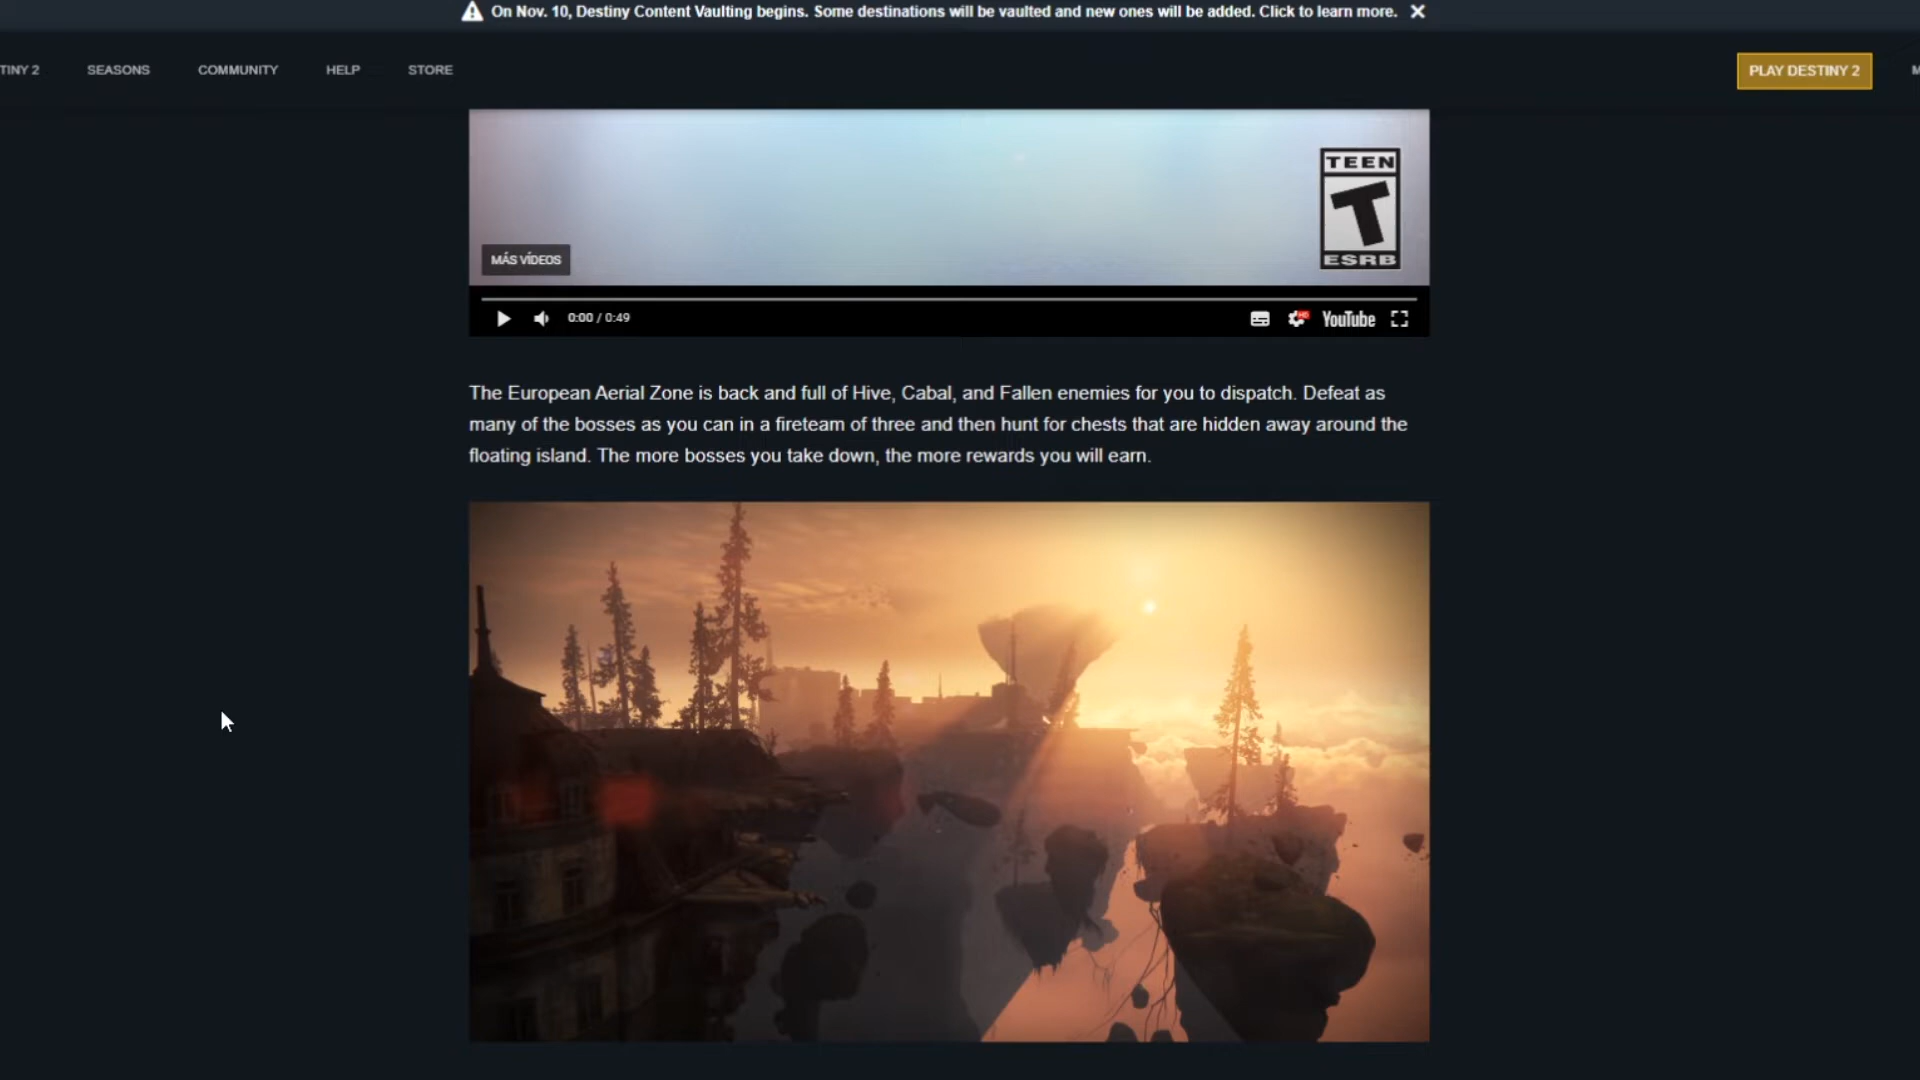 On Nov. 10, Destiny Content Vaulting begins. Some destinations will be vaulted and new ones will be added. Click to learn more.
TINY 2 SEASONS COMMUNITY HELP STORE PLAY DESTINY 2 M
TEEN
T
ESRB
MÁS VÍDEOS
0:00 / 0:49 YouTube
The European Aerial Zone is back and full of Hive, Cabal, and Fallen enemies for you to dispatch. Defeat as
many of the bosses as you can in a fireteam of three and then hunt for chests that are hidden away around the
floating island. The more bosses you take down, the more rewards you will earn.